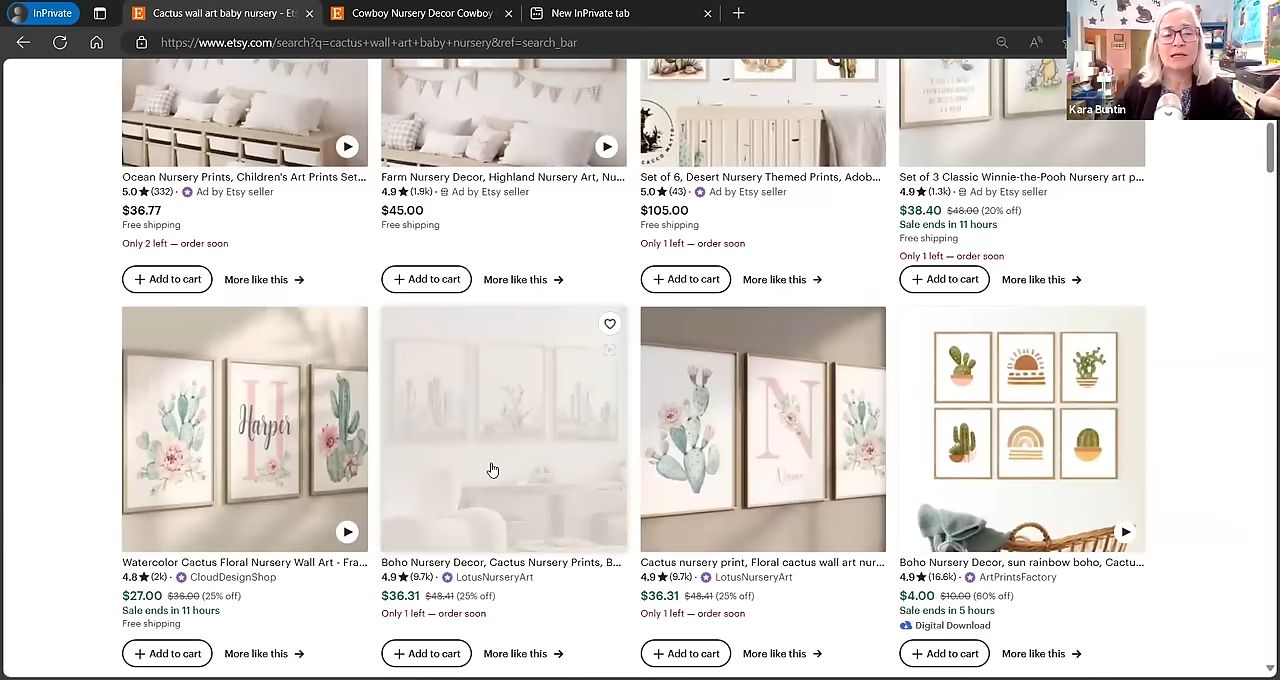 InPrivate
Cactus wall art baby nursery - Ets
Cowboy Nursery Decor Cowboy
New InPrivate tab
https://www.etsy.com/search?q=cactus+wall+art+baby+nursery&ref=search_bar
Kara Buntin
Ocean Nursery Prints, Children's Art Prints Set...
5.0 (332) · Ad by Etsy seller
$36.77
Free shipping
Only 2 left — order soon
+ Add to cart
More like this →
Farm Nursery Decor, Highland Nursery Art, Nu...
4.9 (1.9k) · Ad by Etsy seller
$45.00
Free shipping
+ Add to cart
More like this →
Set of 6, Desert Nursery Themed Prints, Adob...
5.0 (43) · Ad by Etsy seller
$105.00
Free shipping
Only 1 left — order soon
+ Add to cart
More like this →
Set of 3 Classic Winnie-the-Pooh Nursery art p...
4.9 (1.3k) · Ad by Etsy seller
$38.40 $48.00 (20% off)
Sale ends in 11 hours
Free shipping
Only 1 left — order soon
+ Add to cart
More like this →
H
Harper
Watercolor Cactus Floral Nursery Wall Art - Fra...
4.8 (2k) · CloudDesignShop
$27.00 $36.00 (25% off)
Sale ends in 11 hours
Free shipping
+ Add to cart
More like this →
Boho Nursery Decor, Cactus Nursery Prints, B...
4.9 (9.7k) · LotusNurseryArt
$36.31 $48.41 (25% off)
Only 1 left — order soon
+ Add to cart
More like this →
N
Cactus nursery print, Floral cactus wall art nur...
4.9 (9.7k) · LotusNurseryArt
$36.31 $48.41 (25% off)
Only 1 left — order soon
+ Add to cart
More like this →
Boho Nursery Decor, sun rainbow boho, Cactu...
4.9 (16.6k) · ArtPrintsFactory
$4.00 $10.00 (60% off)
Sale ends in 5 hours
Digital Download
+ Add to cart
More like this →